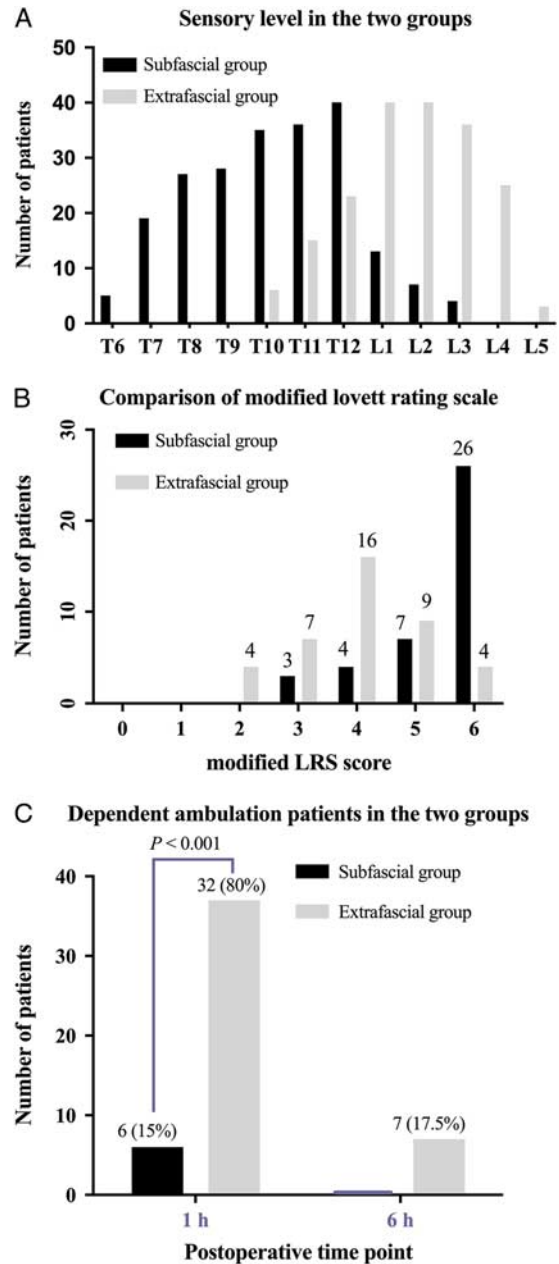 A Sensory level in the two groups
Subfascial group
Extrafascial group
Number of patients
50
40
30
20
10
0
T6 T7 T8 T9 T10 T11 T12 L1 L2 L3 L4 L5
B Comparison of modified lovett rating scale
Subfascial group
Extrafascial group
Number of patients
30
20
10
0
4 3 7 4 16 7 9 26 4
0 1 2 3 4 5 6
modified LRS score
C Dependent ambulation patients in the two groups
P < 0.001
32 (80%)
Subfascial group
Extrafascial group
Number of patients
40
30
20
10
0
6 (15%)
7 (17.5%)
1 h 6 h
Postoperative time point